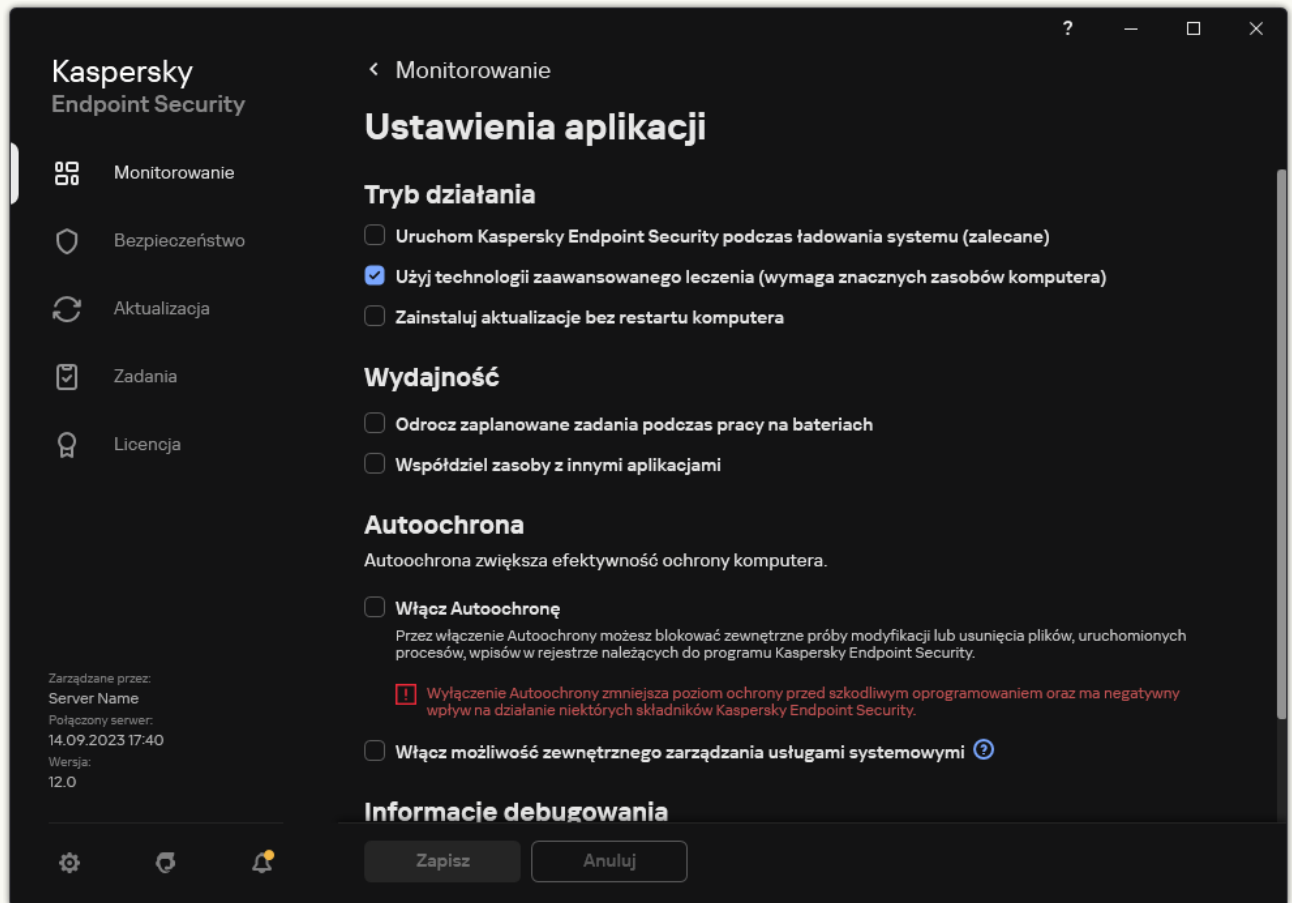 ?
Kaspersky
Endpoint Security
Monitorowanie
Bezpieczeństwo
Aktualizacja
Zadania
Licencja
Zarządzane przez:
Server Name
Połączony serwer:
14.09.2023 17:40
Wersja:
12.0
Monitorowanie
Ustawienia aplikacji
Tryb działania
Uruchom Kaspersky Endpoint Security podczas ładowania systemu (zalecane)
Użyj technologii zaawansowanego leczenia (wymaga znacznych zasobów komputera)
Zainstaluj aktualizacje bez restartu komputera
Wydajność
Odrocz zaplanowane zadania podczas pracy na bateriach
Współdziel zasoby z innymi aplikacjami
Autoochrona
Autoochrona zwiększa efektywność ochrony komputera.
Włącz Autoochronę
Przez włączenie Autoochrony możesz blokować zewnętrzne próby modyfikacji lub usunięcia plików, uruchomionych
procesów, wpisów w rejestrze należących do programu Kaspersky Endpoint Security.
Wyłączenie Autoochrony zmniejsza poziom ochrony przed szkodliwym oprogramowaniem oraz ma negatywny
wpływ na działanie niektórych składników Kaspersky Endpoint Security.
Włącz możliwość zewnętrznego zarządzania usługami systemowymi ?
Informacje debugowania
Zapisz
Anuluj